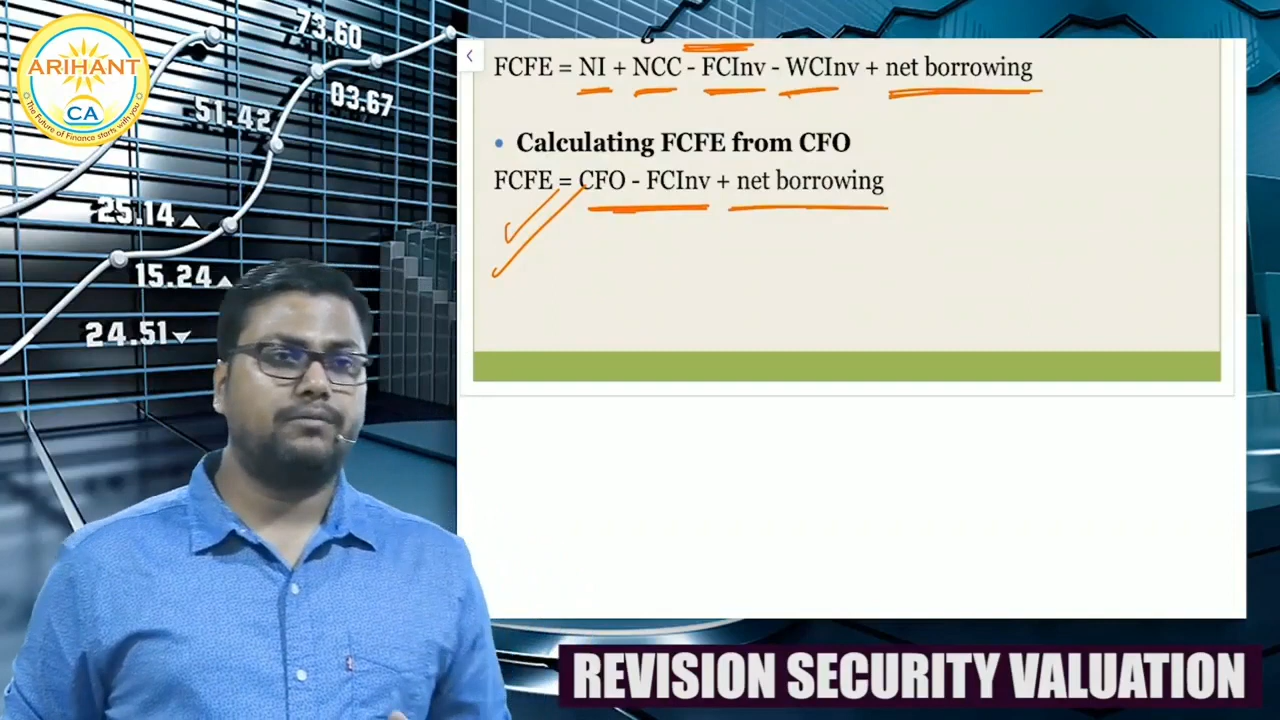 73.60
51.42
03.67
25.14
15.24
24.51
ARIHANT
CA
The Future of Finance starts with you
FCFE = NI + NCC - FCInv - WCInv + net borrowing
• Calculating FCFE from CFO
FCFE = CFO - FCInv + net borrowing
REVISION SECURITY VALUATION